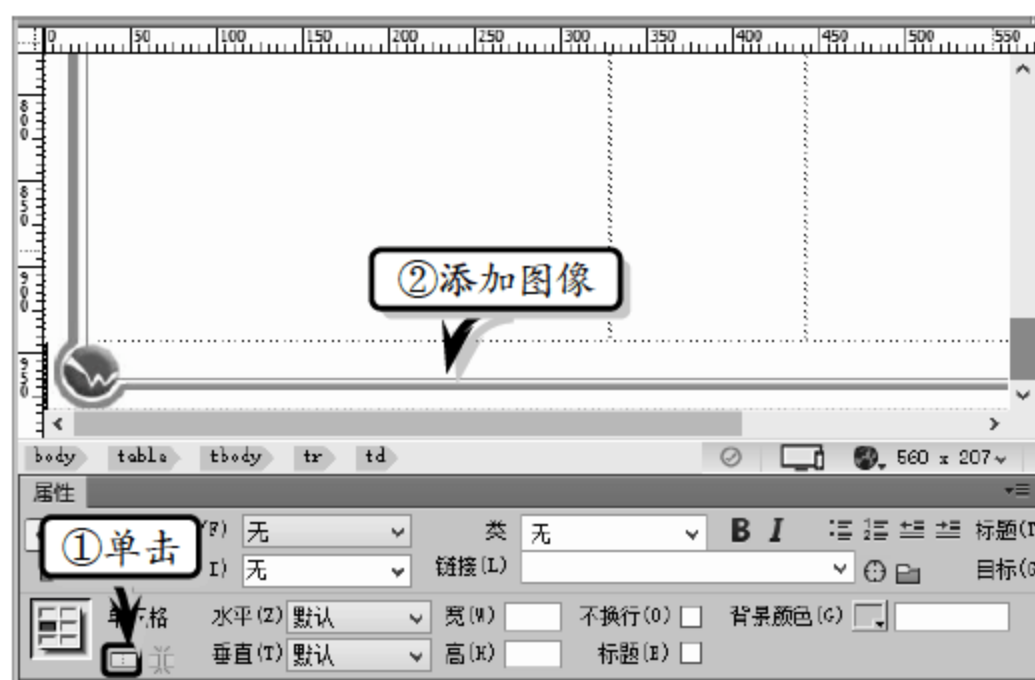 0 50 100 150 200 250 300 350 400 450 500 550
800
850
900
950
②添加图像
body table tbody tr td 560 x 207
属性
①单击
无 类 无 B I 标题(T
I) 无 链接(L) 目标(G
格 水平(Z) 默认 宽(W) 不换行(O) 背景颜色(G)
垂直(T) 默认 高(H) 标题(E)